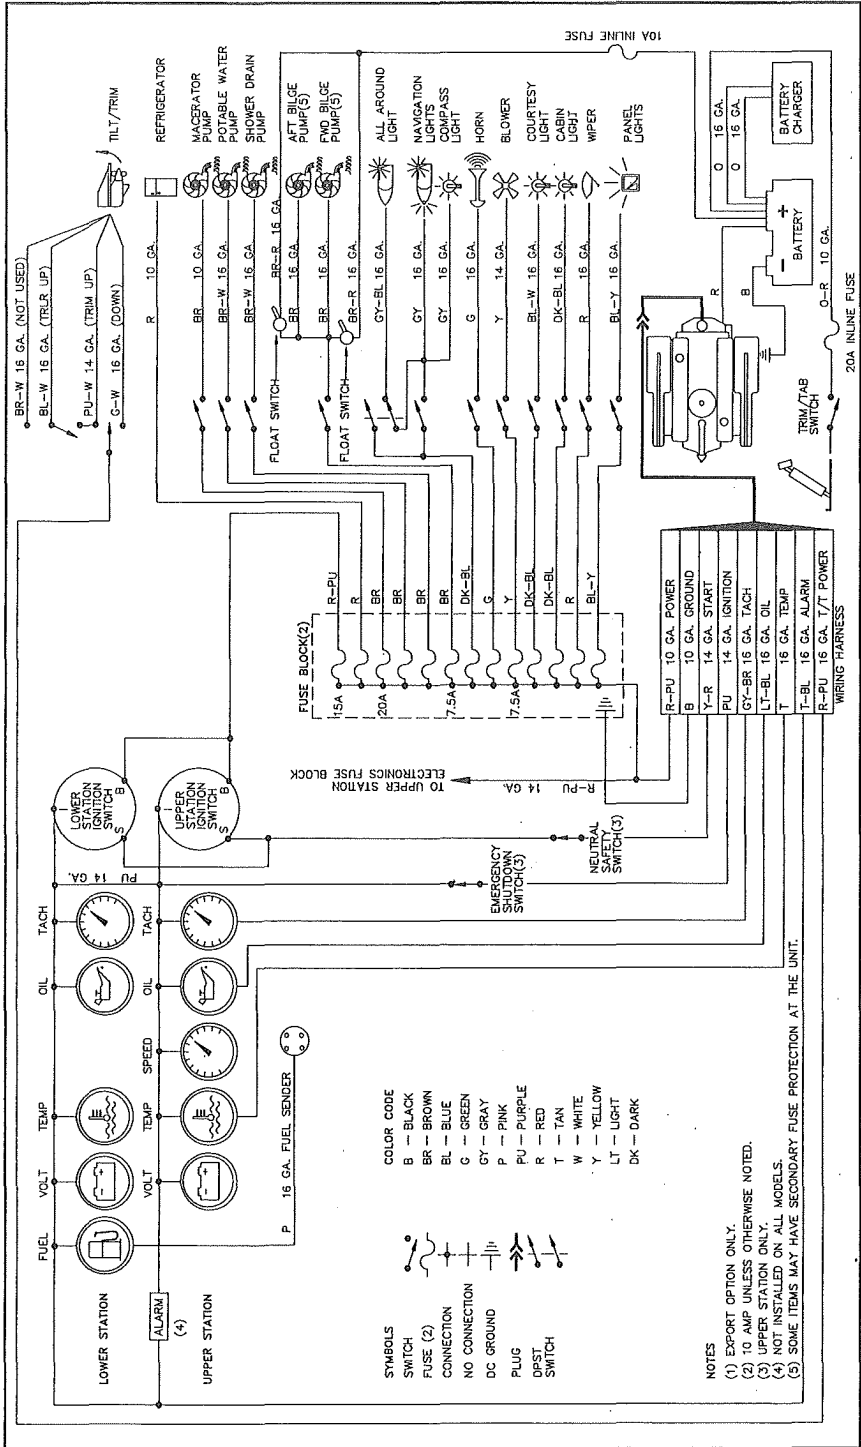 BR-W 16 GA. (NOT USED)
BL-W 16 GA. (TRLR UP)
PU-W 14 GA. (TRIM UP)
G-W 16 GA. (DOWN)
TILT/TRIM
R 10 GA.
REFRIGERATOR
BR 10 GA.
MACERATOR
PUMP
BR-W 16 GA.
POTABLE WATER
PUMP
BR-W 16 GA.
SHOWER DRAIN
PUMP
BR-R 16 GA.
FLOAT SWITCH
BR 16 GA.
AFT BILGE
PUMP(5)
BR 16 GA.
FWD BILGE
PUMP(5)
FLOAT SWITCH
BR-R 16 GA.
10A INLINE FUSE
GY-BL 16 GA.
ALL AROUND
LIGHT
GY 16 GA.
NAVIGATION
LIGHTS
GY 16 GA.
COMPASS
LIGHT
G 16 GA.
HORN
Y 14 GA.
BLOWER
BL-W 16 GA.
COURTESY
LIGHT
DK-BL 16 GA.
CABIN
LIGHT
R 16 GA.
WIPER
BL-Y 16 GA.
PANEL
LIGHTS
R
B
BATTERY
+
-
O 16 GA.
O 16 GA.
BATTERY
CHARGER
O-R 10 GA.
20A INLINE FUSE
TRIM/TAB
SWITCH
FUSE BLOCK(2)
15A
20A
7.5A
7.5A
R-PU
R
BR
BR
BR
BR
DK-BL
G
Y
DK-BL
DK-BL
R
BL-Y
TO UPPER STATION
ELECTRONICS FUSE BLOCK
R-PU 14 GA.
R-PU 10 GA. POWER
B 10 GA. GROUND
Y-R 14 GA. START
PU 14 GA. IGNITION
GY-BR 16 GA. TACH
LT-BL 16 GA. OIL
T 16 GA. TEMP
T-BL 16 GA. ALARM
R-PU 16 GA. T/T POWER
WIRING HARNESS
I
LOWER
STATION
IGNITION
SWITCH
S B
I
UPPER
STATION
IGNITION
SWITCH
S B
PU 14 GA.
EMERGENCY
SHUTDOWN
SWITCH(3)
NEUTRAL
SAFETY
SWITCH(3)
FUEL VOLT TEMP OIL TACH
LOWER STATION
VOLT TEMP SPEED OIL TACH
ALARM
(4)
UPPER STATION
P 16 GA. FUEL SENDER
SYMBOLS
SWITCH
FUSE (2)
CONNECTION
NO CONNECTION
DC GROUND
PLUG
DPST
SWITCH
COLOR CODE
B — BLACK
BR — BROWN
BL — BLUE
G — GREEN
GY — GRAY
P — PINK
PU — PURPLE
R — RED
T — TAN
W — WHITE
Y — YELLOW
LT — LIGHT
DK — DARK
NOTES
(1) EXPORT OPTION ONLY.
(2) 10 AMP UNLESS OTHERWISE NOTED.
(3) UPPER STATION ONLY.
(4) NOT INSTALLED ON ALL MODELS.
(5) SOME ITEMS MAY HAVE SECONDARY FUSE PROTECTION AT THE UNIT.